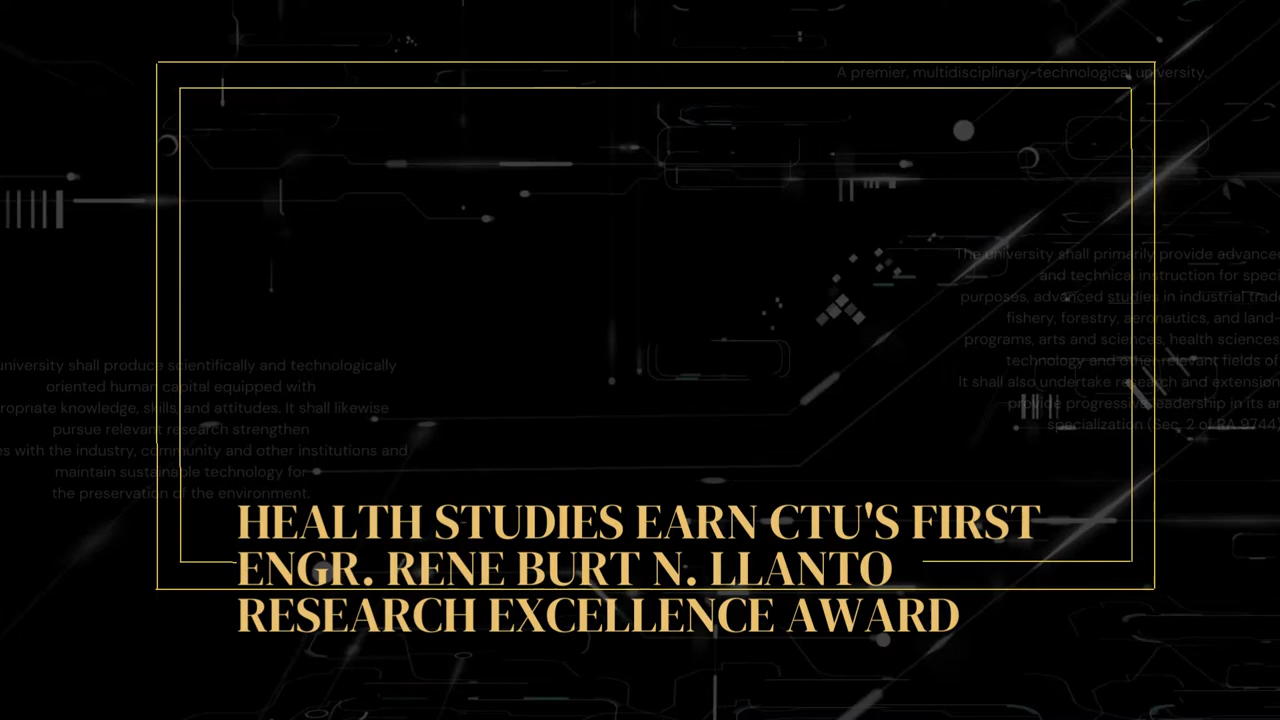 A premier, multidisciplinary-technological university.
The university shall primarily provide advanced
and technical instruction for
purposes, advanced studies in industrial
fishery, forestry, aeronautics, and land-
programs, arts and sciences, health sciences
technology and other relevant fields of
It shall also undertake research and extension
provide progressive leadership in its
specialization (Sec. 2 of RA 9744)
university shall produce scientifically and technologically
oriented human capital equipped with
knowledge, skills, and attitudes. It shall likewise
pursue relevant research strengthen
with the industry, community and other institutions and
maintain sustainable technology for
the preservation of the environment.
HEALTH STUDIES EARN CTU'S FIRST
ENGR. RENE BURT N. LLANTO
RESEARCH EXCELLENCE AWARD